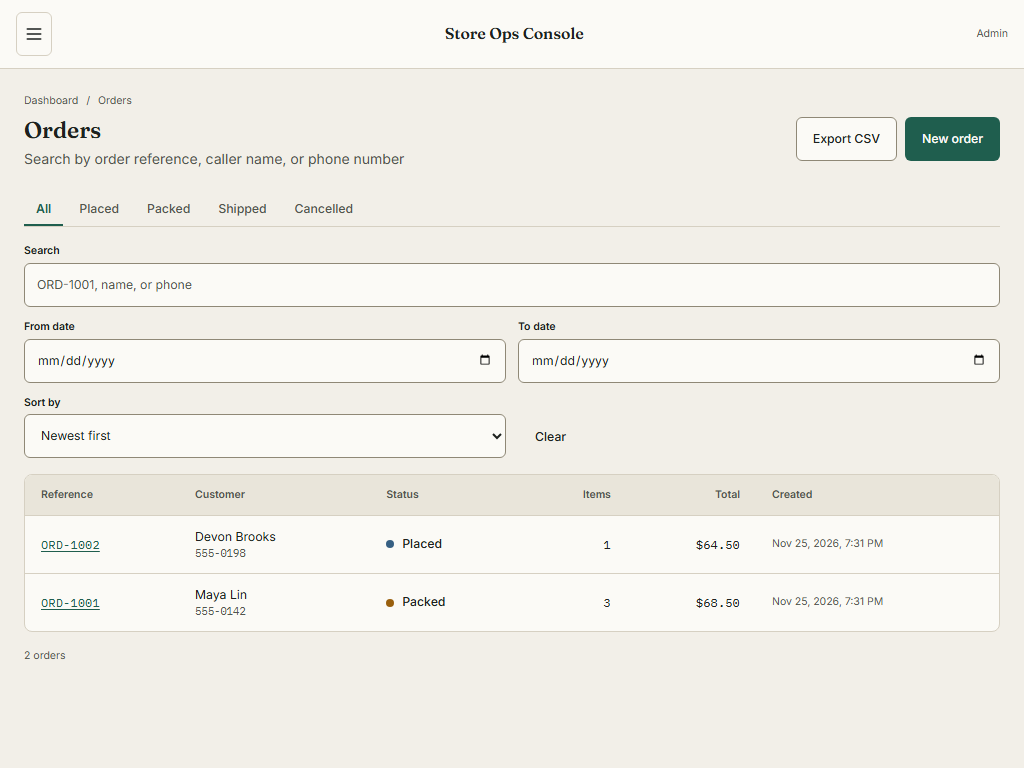 Store Ops Console
Admin
Dashboard / Orders
Orders
Search by order reference, caller name, or phone number
Export CSV
New order
All Placed Packed Shipped Cancelled
Search
ORD-1001, name, or phone
From date To date
mm/dd/yyyy mm/dd/yyyy
Sort by
Newest first
Clear
Reference Customer Status Items Total Created
ORD-1002 Devon Brooks Placed 1 $64.50 Nov 25, 2026, 7:31 PM
555-0198
ORD-1001 Maya Lin Packed 3 $68.50 Nov 25, 2026, 7:31 PM
555-0142
2 orders